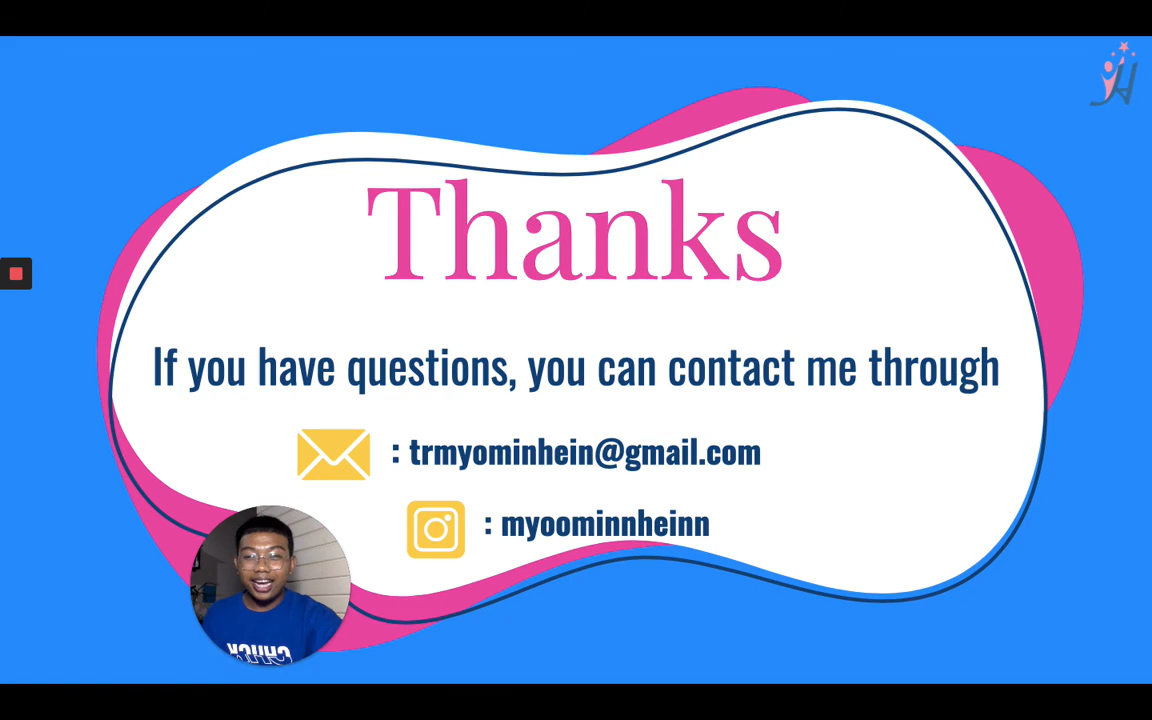 Thanks
If you have questions, you can contact me through
: trmyominhein@gmail.com
: myoominnheinn